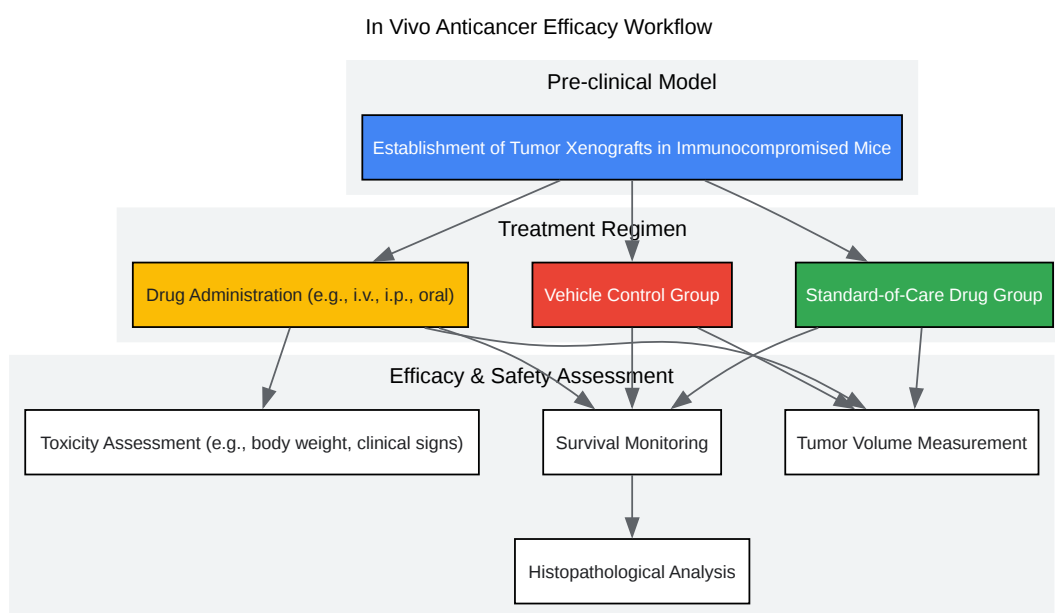 In Vivo Anticancer Efficacy Workflow
Pre-clinical Model
Establishment of Tumor Xenografts in Immunocompromised Mice
Treatment Regimen
Drug Administration (e.g., i.v., i.p., oral)
Vehicle Control Group
Standard-of-Care Drug Group
Efficacy & Safety Assessment
Toxicity Assessment (e.g., body weight, clinical signs)
Survival Monitoring
Tumor Volume Measurement
Histopathological Analysis